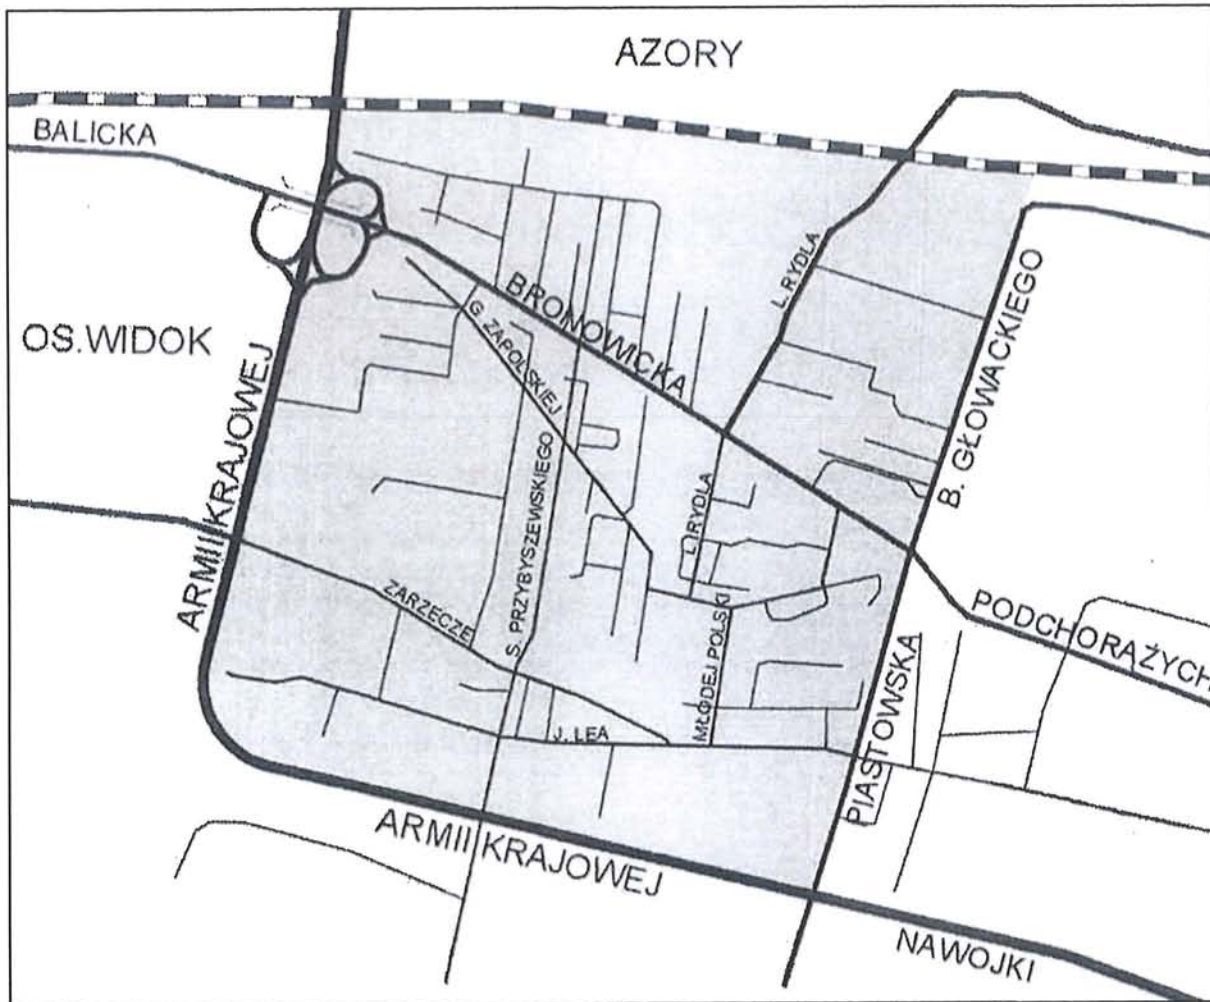 AZORY
BALICKA
L. RYDLA
BRONOWICKA
B. GŁOWACKIEGO
OS.WIDOK
G. ZAPOLSKIEJ
ARMII KRAJOWEJ
S. PRZYBYSZEWSKIEGO
L. RYDLA
ZARZECZE
MŁODEJ POLSKI
PODCHORĄŻYCH
PIASTOWSKA
J. LEA
ARMII KRAJOWEJ
NAWOJKI